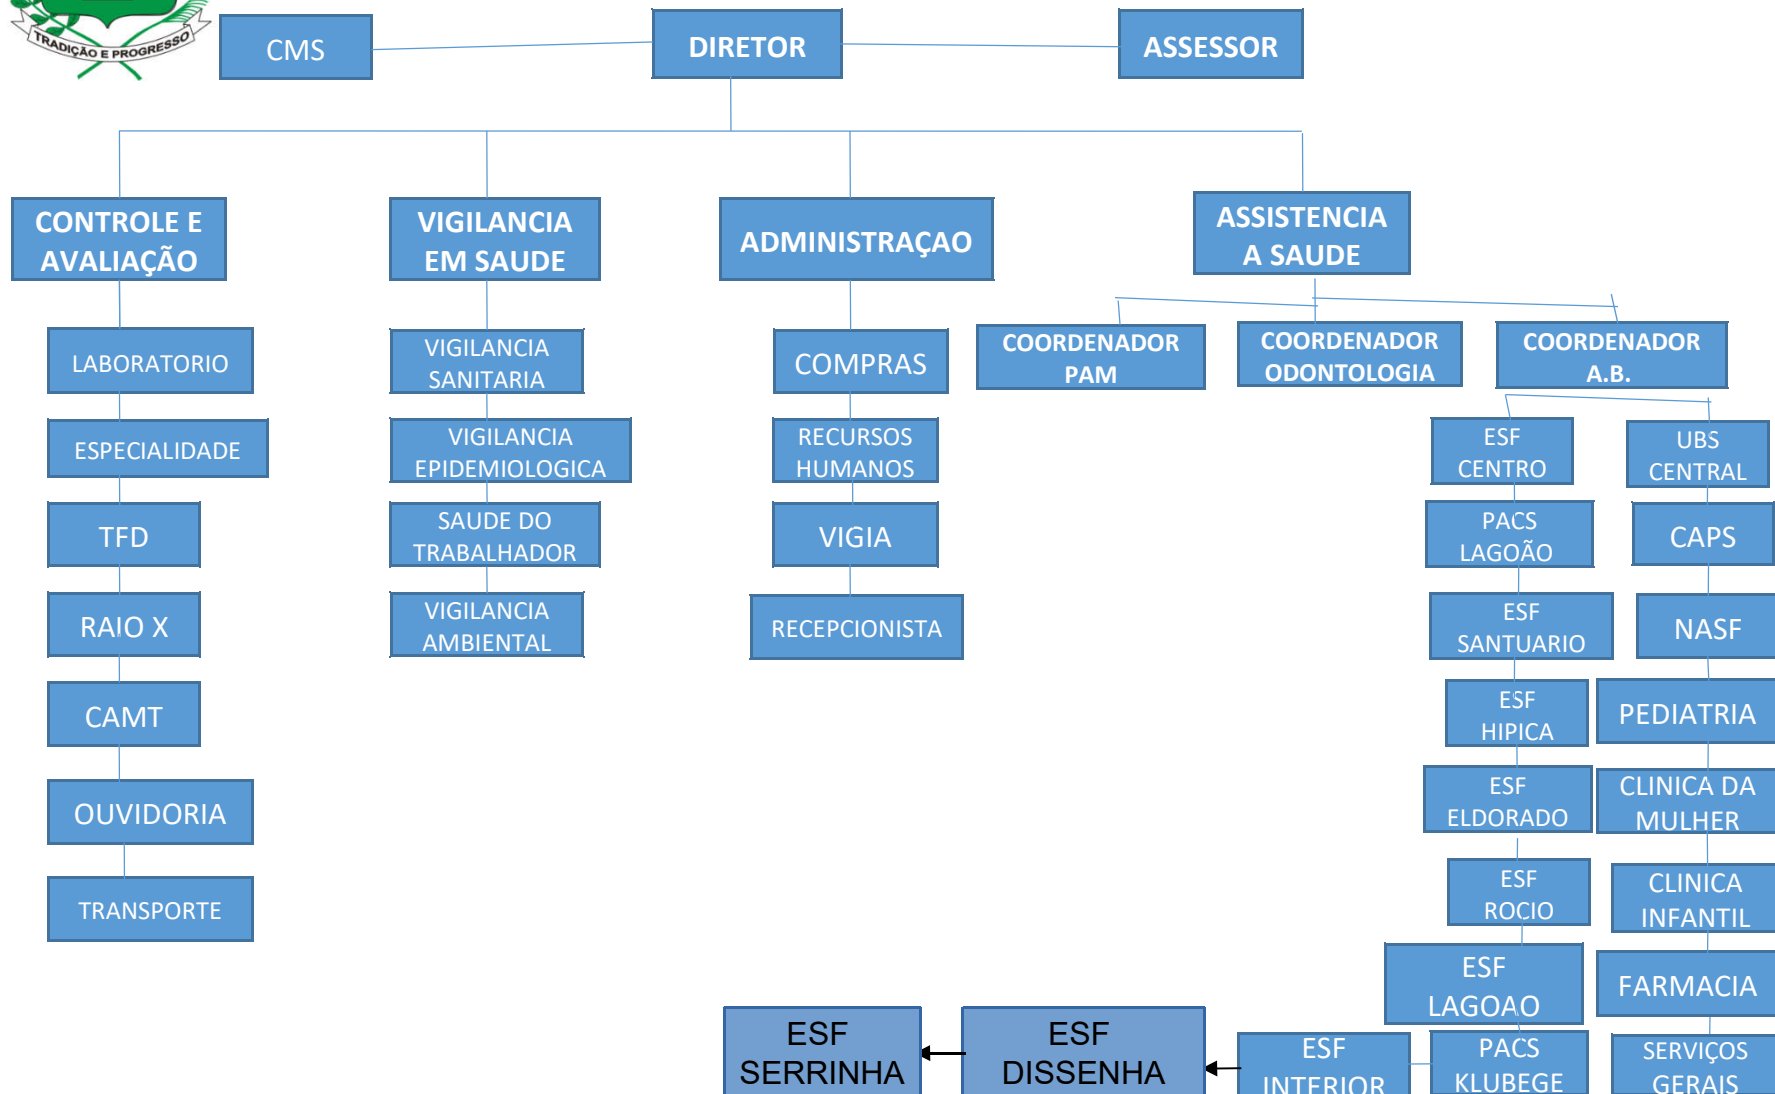 TRADIÇÃO E PROGRESSO
CMS
DIRETOR
ASSESSOR
CONTROLE E
AVALIAÇÃO
VIGILANCIA
EM SAUDE
ADMINISTRAÇAO
ASSISTENCIA
A SAUDE
LABORATORIO
ESPECIALIDADE
TFD
RAIO X
CAMT
OUVIDORIA
TRANSPORTE
VIGILANCIA
SANITARIA
VIGILANCIA
EPIDEMIOLOGICA
SAUDE DO
TRABALHADOR
VIGILANCIA
AMBIENTAL
COMPRAS
RECURSOS
HUMANOS
VIGIA
RECEPCIONISTA
COORDENADOR
PAM
COORDENADOR
ODONTOLOGIA
COORDENADOR
A.B.
ESF
CENTRO
PACS
LAGOÃO
ESF
SANTUARIO
ESF
HIPICA
ESF
ELDORADO
ESF
ROCIO
ESF
LAGOAO
PACS
KLUBEGE
ESF
INTERIOR
ESF
DISSENHA
ESF
SERRINHA
UBS
CENTRAL
CAPS
NASF
PEDIATRIA
CLINICA DA
MULHER
CLINICA
INFANTIL
FARMACIA
SERVIÇOS
GERAIS